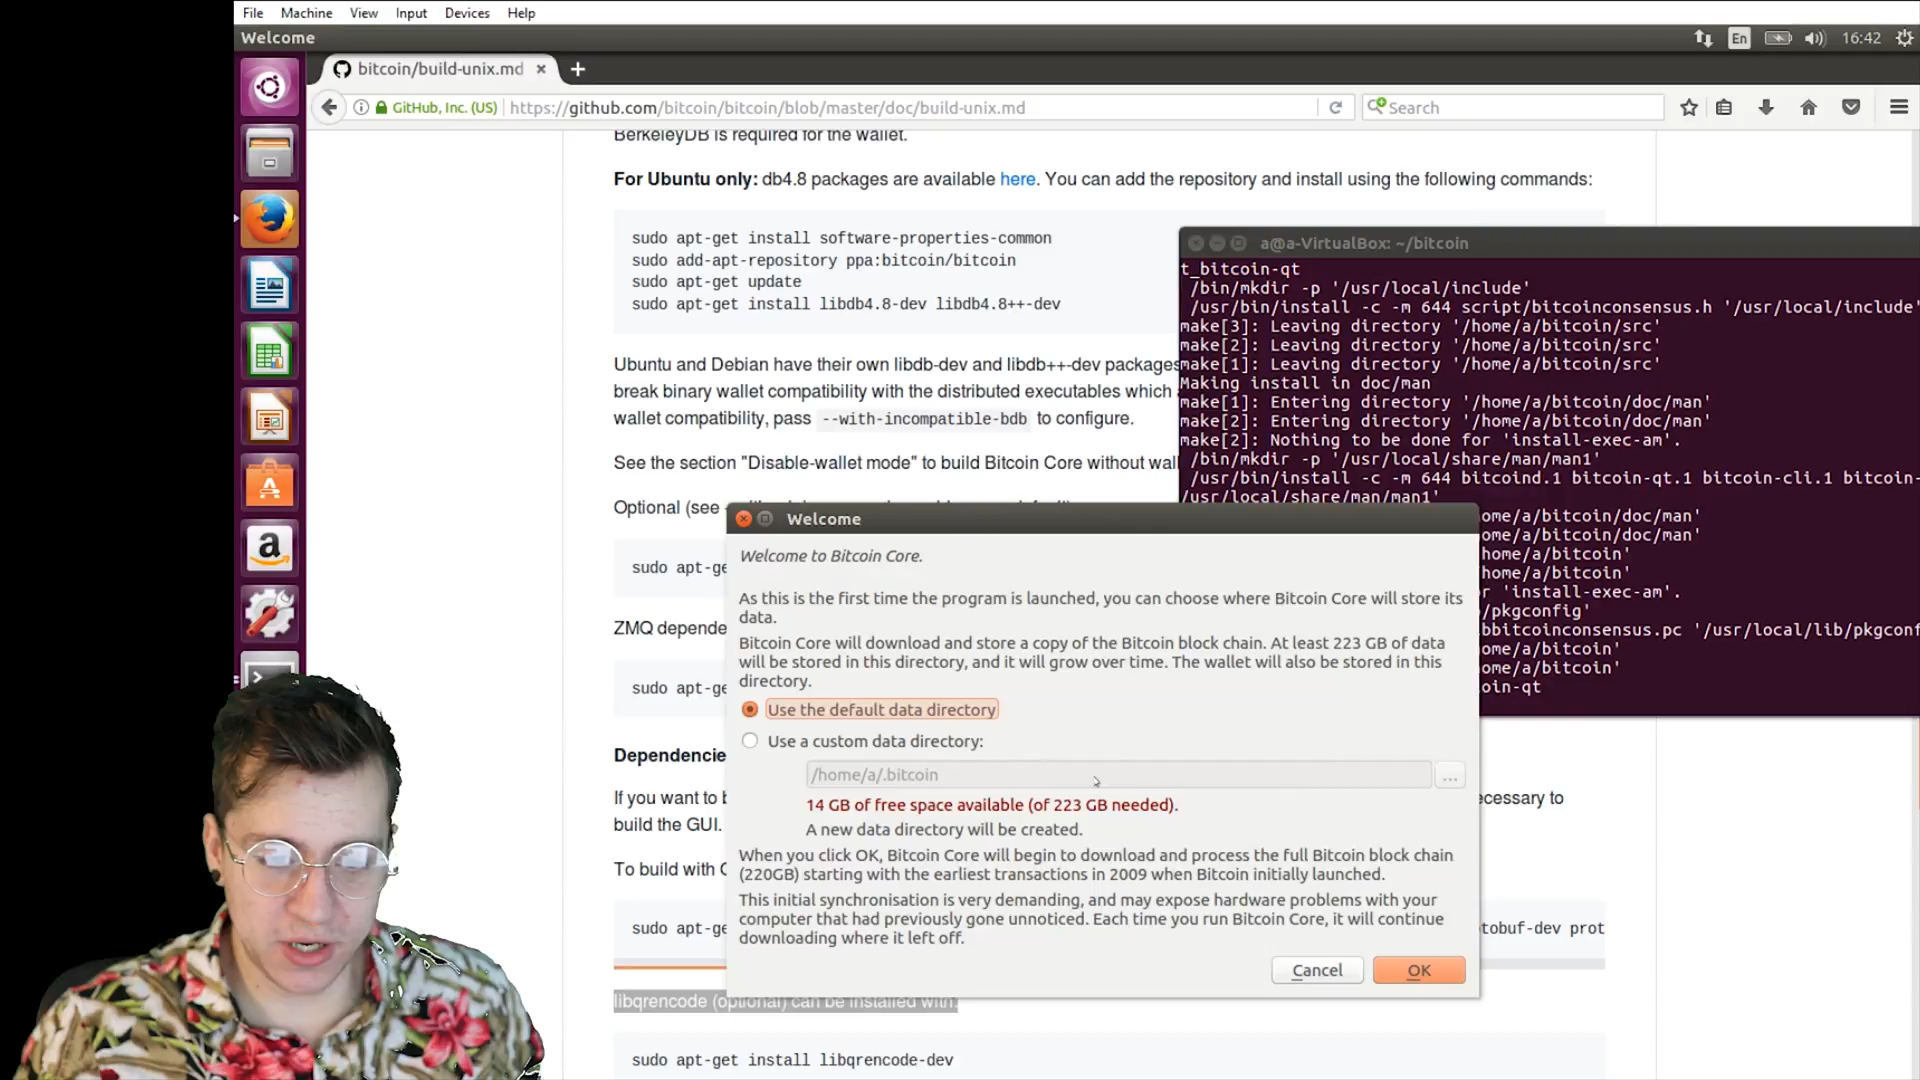 File Machine View Input Devices Help
Welcome
En
16:42
bitcoin/build-unix.md
GitHub, Inc. (US) https://github.com/bitcoin/bitcoin/blob/master/doc/build-unix.md
Search
BerkeleyDB is required for the wallet.
For Ubuntu only: db4.8 packages are available here. You can add the repository and install using the following commands:
sudo apt-get install software-properties-common
sudo add-apt-repository ppa:bitcoin/bitcoin
sudo apt-get update
sudo apt-get install libdb4.8-dev libdb4.8++-dev
Ubuntu and Debian have their own libdb-dev and libdb++-dev packages
break binary wallet compatibility with the distributed executables which
wallet compatibility, pass --with-incompatible-bdb to configure.
See the section "Disable-wallet mode" to build Bitcoin Core without wal
Optional (see
sudo apt-ge
ZMQ depende
sudo apt-ge
Dependencie
If you want to b
ecessary to
build the GUI.
To build with
sudo apt-ge
tobuf-dev prot
libqrencode (optional) can be installed with:
sudo apt-get install libqrencode-dev
a@a-VirtualBox: ~/bitcoin
t_bitcoin-qt
/bin/mkdir -p '/usr/local/include'
/usr/bin/install -c -m 644 script/bitcoinconsensus.h '/usr/local/include'
make[3]: Leaving directory '/home/a/bitcoin/src'
make[2]: Leaving directory '/home/a/bitcoin/src'
make[1]: Leaving directory '/home/a/bitcoin/src'
Making install in doc/man
make[1]: Entering directory '/home/a/bitcoin/doc/man'
make[2]: Entering directory '/home/a/bitcoin/doc/man'
make[2]: Nothing to be done for 'install-exec-am'.
/bin/mkdir -p '/usr/local/share/man/man1'
/usr/bin/install -c -m 644 bitcoind.1 bitcoin-qt.1 bitcoin-cli.1 bitcoin-
/usr/local/share/man/man1'
ome/a/bitcoin/doc/man'
ome/a/bitcoin/doc/man'
home/a/bitcoin'
home/a/bitcoin'
or 'install-exec-am'.
/pkgconfig'
bbitcoinconsensus.pc '/usr/local/lib/pkgconf
home/a/bitcoin'
home/a/bitcoin'
oin-qt
Welcome
Welcome to Bitcoin Core.
As this is the first time the program is launched, you can choose where Bitcoin Core will store its
data.
Bitcoin Core will download and store a copy of the Bitcoin block chain. At least 223 GB of data
will be stored in this directory, and it will grow over time. The wallet will also be stored in this
directory.
Use the default data directory
Use a custom data directory:
/home/a/.bitcoin
...
14 GB of free space available (of 223 GB needed).
A new data directory will be created.
When you click OK, Bitcoin Core will begin to download and process the full Bitcoin block chain
(220GB) starting with the earliest transactions in 2009 when Bitcoin initially launched.
This initial synchronisation is very demanding, and may expose hardware problems with your
computer that had previously gone unnoticed. Each time you run Bitcoin Core, it will continue
downloading where it left off.
Cancel
OK